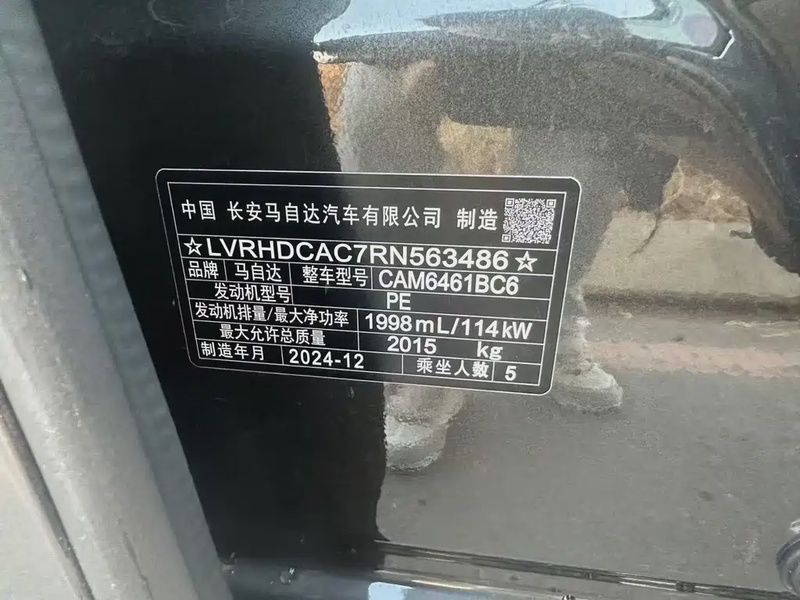 中国 长安马自达汽车有限公司 制造
☆LVRHDCAC7RN563486☆
品牌 马自达 整车型号 CAM6461BC6
发动机型号 PE
发动机排量/最大净功率 1998mL/114kW
最大允许总质量 2015 kg
制造年月 2024-12 乘坐人数 5